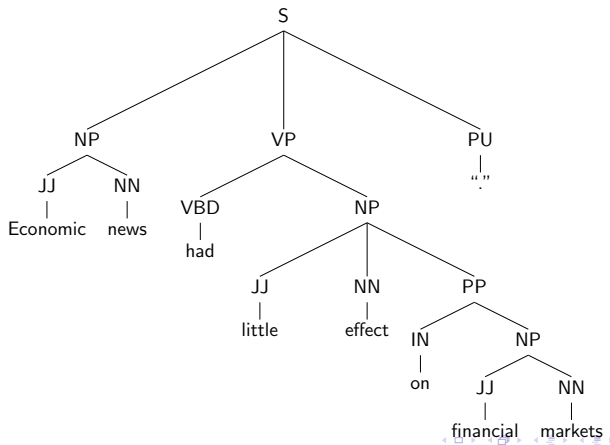 S
NP VP PU
JJ NN “.”
VBD NP
Economic news
had
JJ NN PP
little effect IN NP
on
JJ NN
financial markets